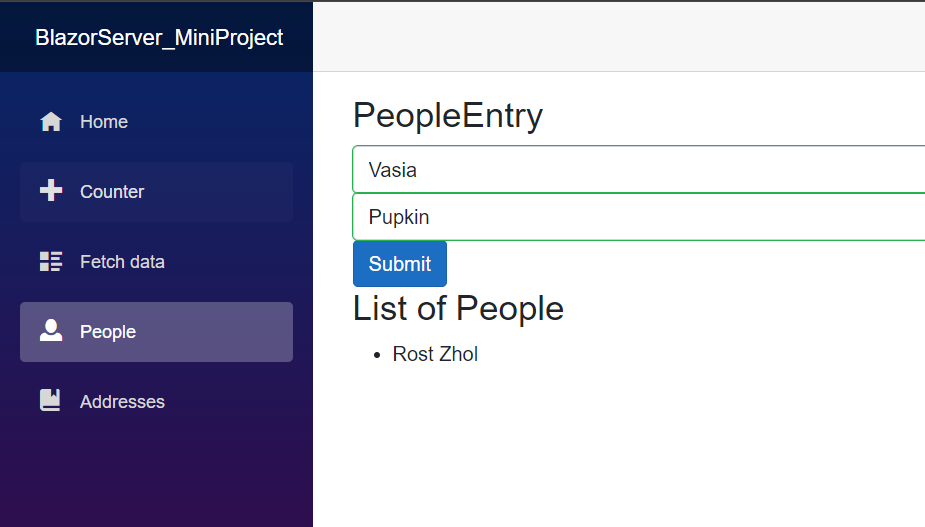 BlazorServer_MiniProject
Home
Counter
Fetch data
People
Addresses
PeopleEntry
Vasia
Pupkin
Submit
List of People
Rost Zhol